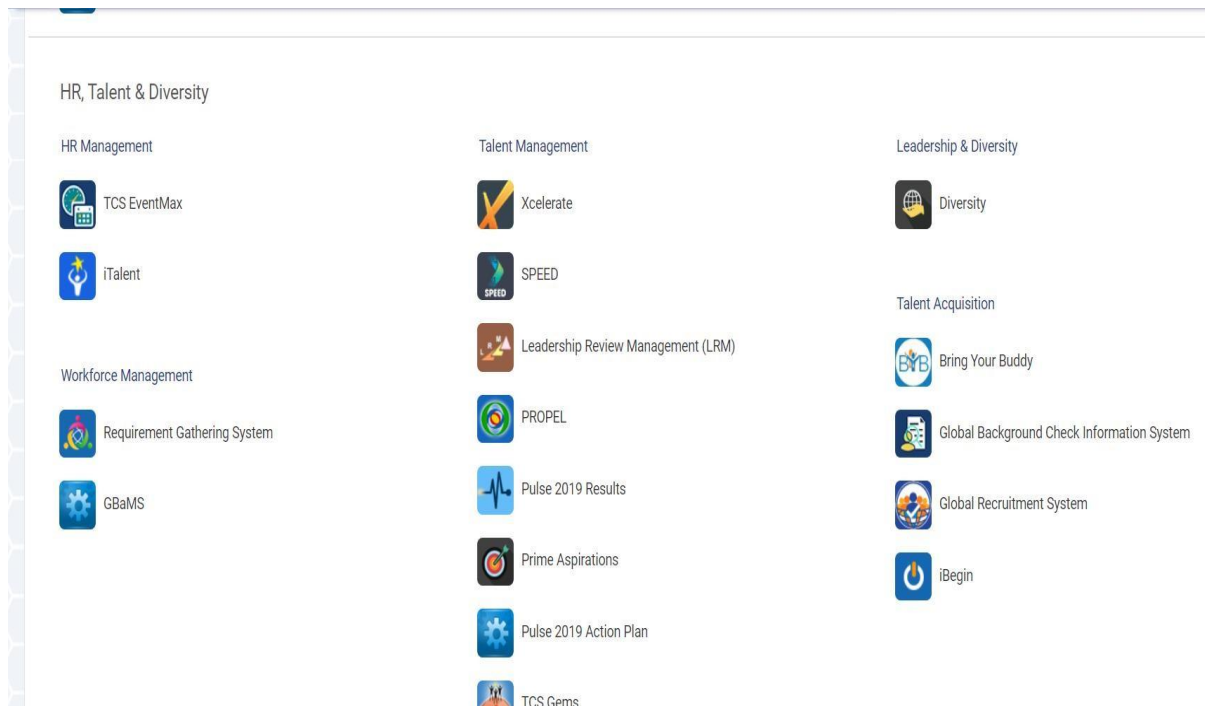 HR, Talent & Diversity
HR Management
TCS EventMax
iTalent
Workforce Management
Requirement Gathering System
GBaMS
Talent Management
Xcelerate
SPEED
SPEED
L R M
Leadership Review Management (LRM)
PROPEL
Pulse 2019 Results
Prime Aspirations
Pulse 2019 Action Plan
TCS Gems
Leadership & Diversity
Diversity
Talent Acquisition
BYB
Bring Your Buddy
Global Background Check Information System
Global Recruitment System
iBegin